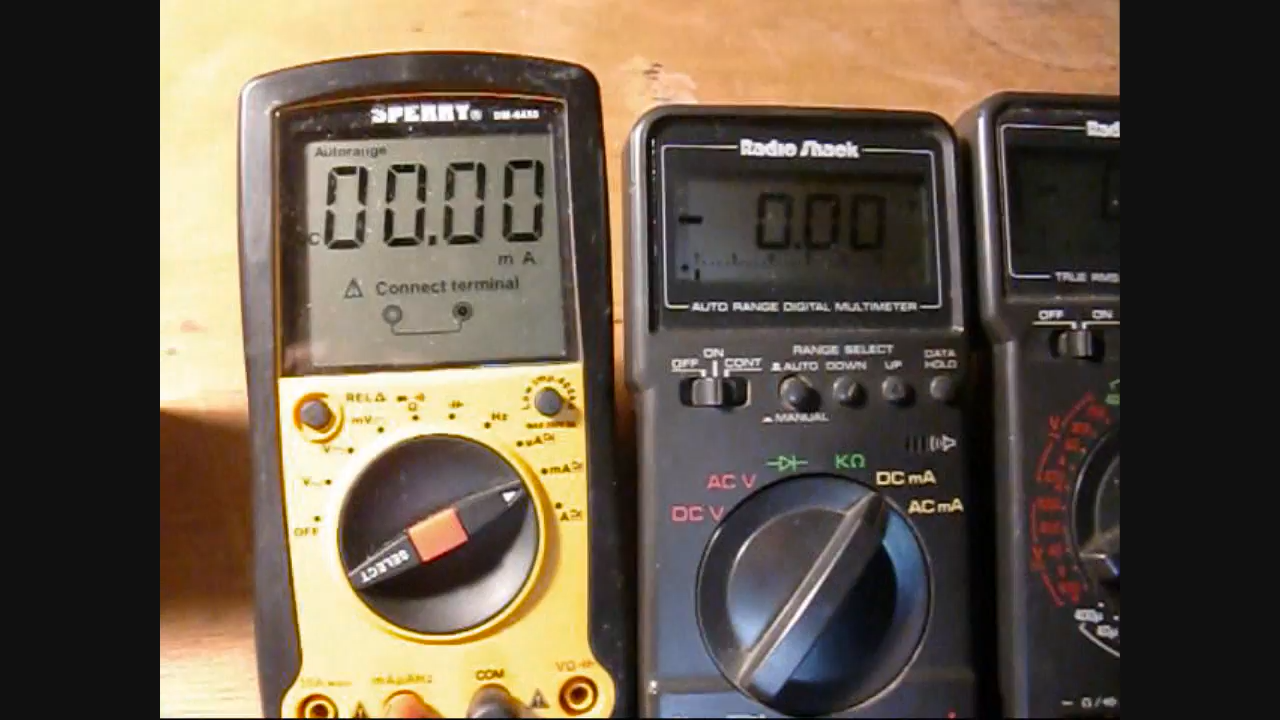 SPERRY®
Autorange
00.00
m A
⚠ Connect terminal
REL△
mV
Hz
V
mA
V
A
OFF
SELECT
COM
Radio Shack
0.00
AUTO RANGE DIGITAL MULTIMETER
OFF ON CONT
RANGE SELECT
AUTO DOWN UP
DATA HOLD
MANUAL
KΩ
AC V
DC mA
DC V
AC mA
Rad
TRUE RMS
OFF ON